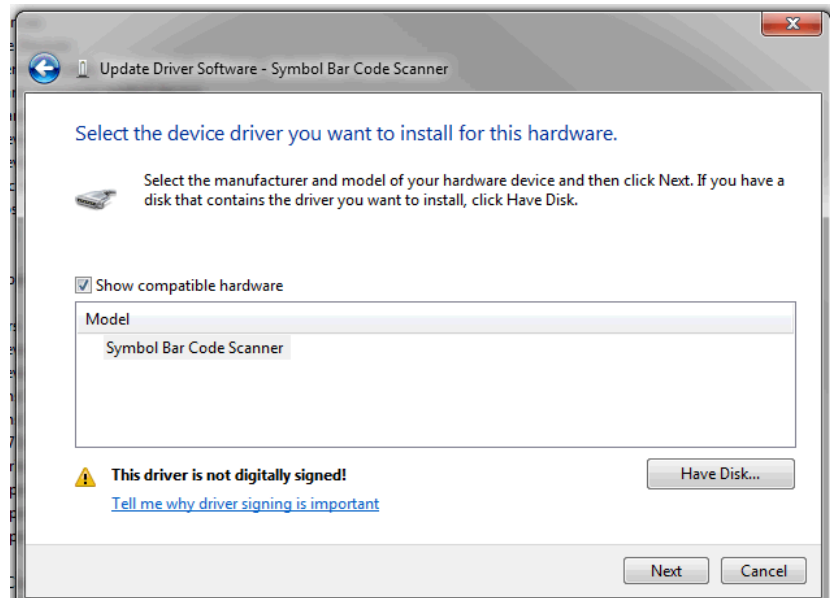 Update Driver Software - Symbol Bar Code Scanner
Select the device driver you want to install for this hardware.
Select the manufacturer and model of your hardware device and then click Next. If you have a
disk that contains the driver you want to install, click Have Disk.
Show compatible hardware
Model
Symbol Bar Code Scanner
This driver is not digitally signed!
Have Disk...
Tell me why driver signing is important
Next
Cancel